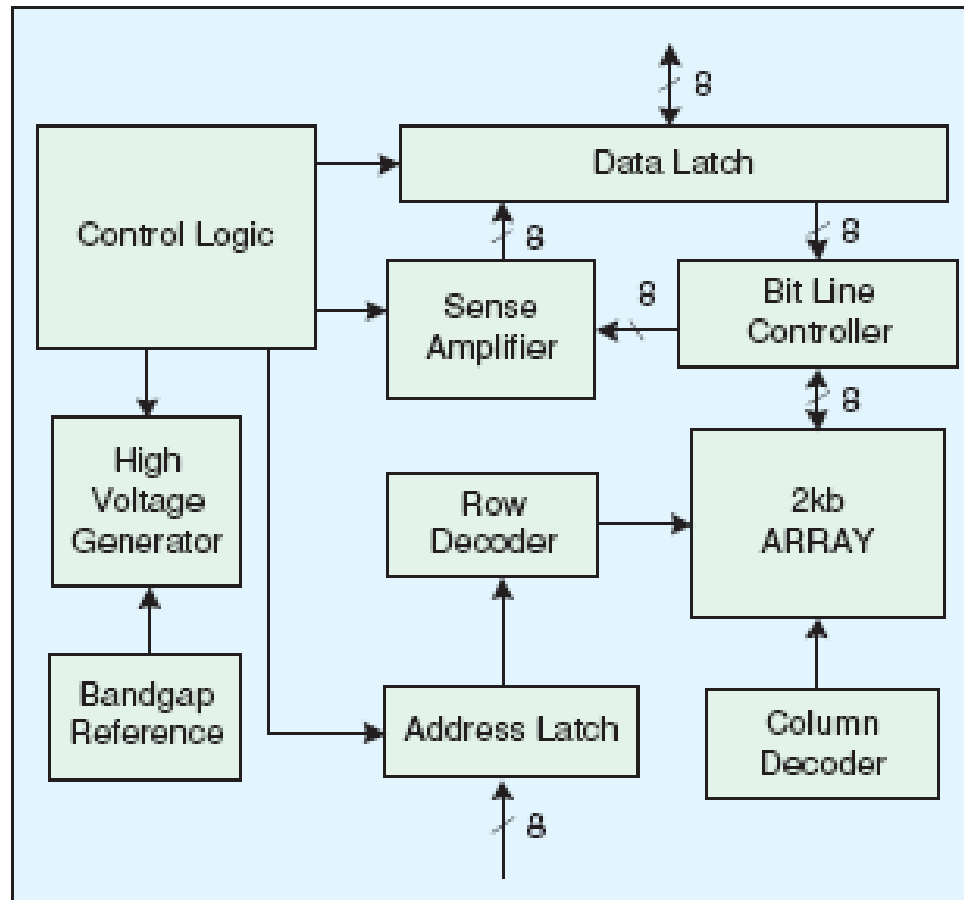 8
Data Latch
Control Logic
8
8
Sense
Amplifier
8
Bit Line
Controller
8
High
Voltage
Generator
Row
Decoder
2kb
ARRAY
Bandgap
Reference
Address Latch
Column
Decoder
8